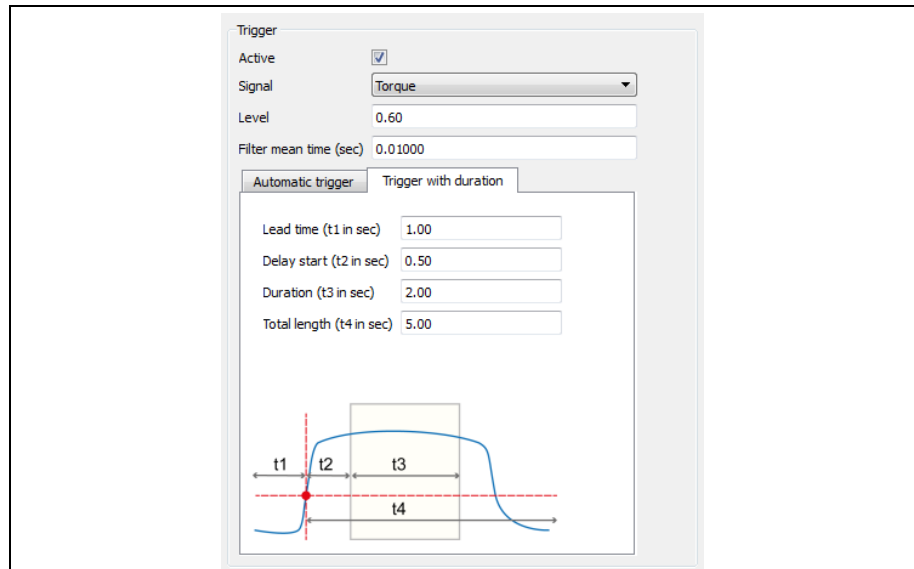 Trigger
Active
Signal Torque
Level 0.60
Filter mean time (sec) 0.01000
Automatic trigger Trigger with duration
Lead time (t1 in sec) 1.00
Delay start (t2 in sec) 0.50
Duration (t3 in sec) 2.00
Total length (t4 in sec) 5.00
t1 t2 t3
t4